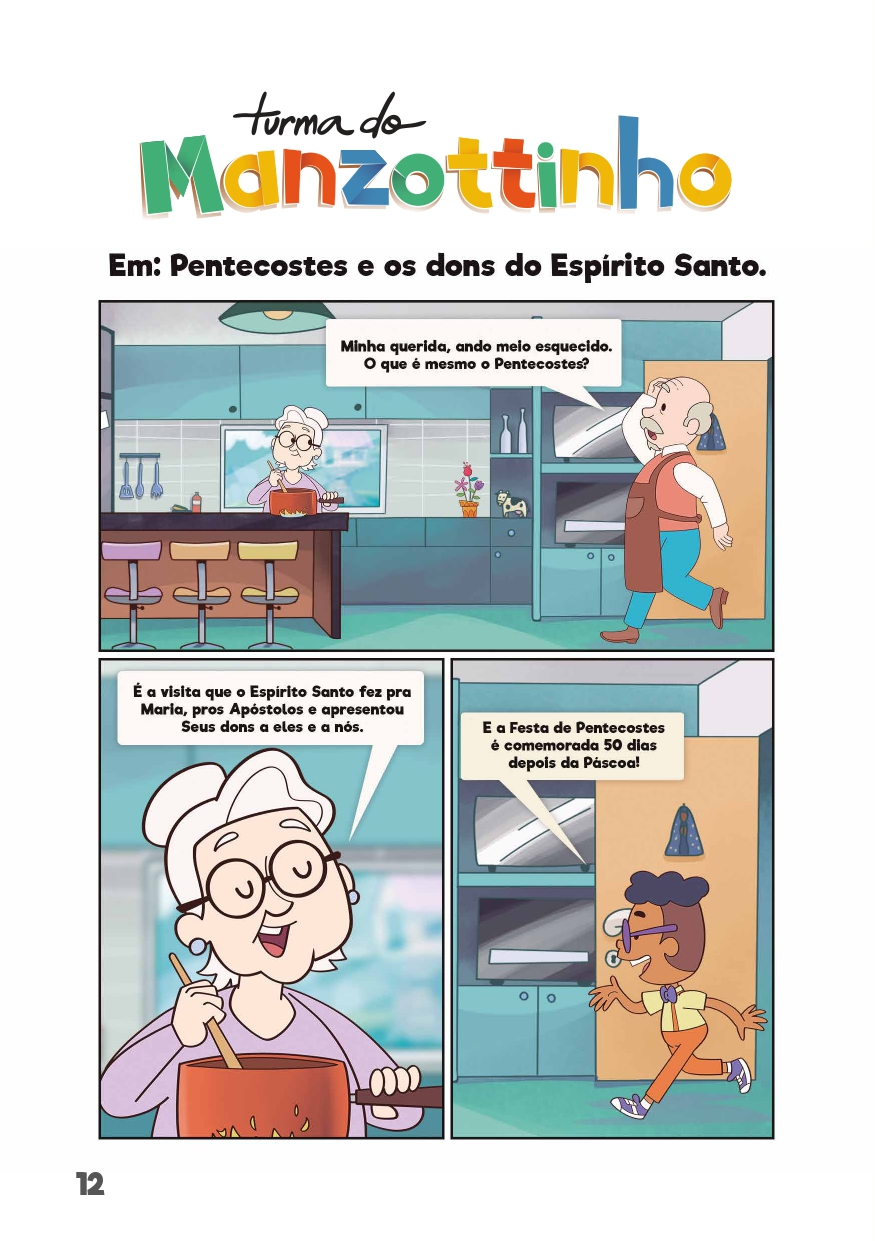 turma do
Manzottinho
Em: Pentecostes e os dons do Espírito Santo.
Minha querida, ando meio esquecido.
O que é mesmo o Pentecostes?
É a visita que o Espírito Santo fez pra
Maria, pros Apóstolos e apresentou
Seus dons a eles e a nós.
E a Festa de Pentecostes
é comemorada 50 dias
depois da Páscoa!
12